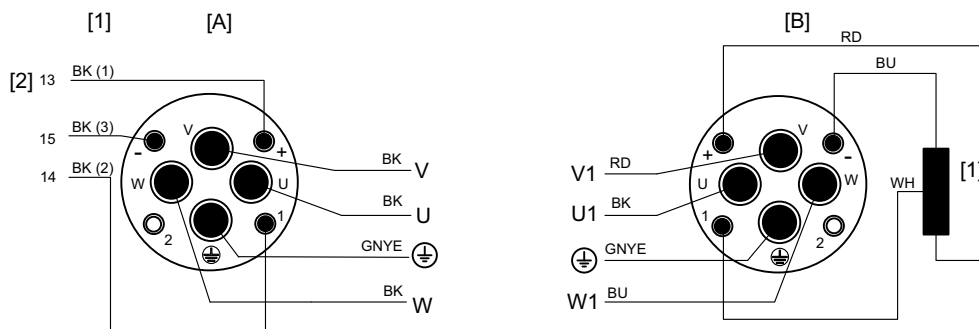 [1] [A] [B]
RD
[2] 13 BK (1)
BU
15 BK (3)
V
- +
+ -
14 BK (2)
BK V
V1 RD
V
W U
U W
WH [1]
BK U
U1 BK
2 1
1 2
GNYE
GNYE
BK W
W1 BU